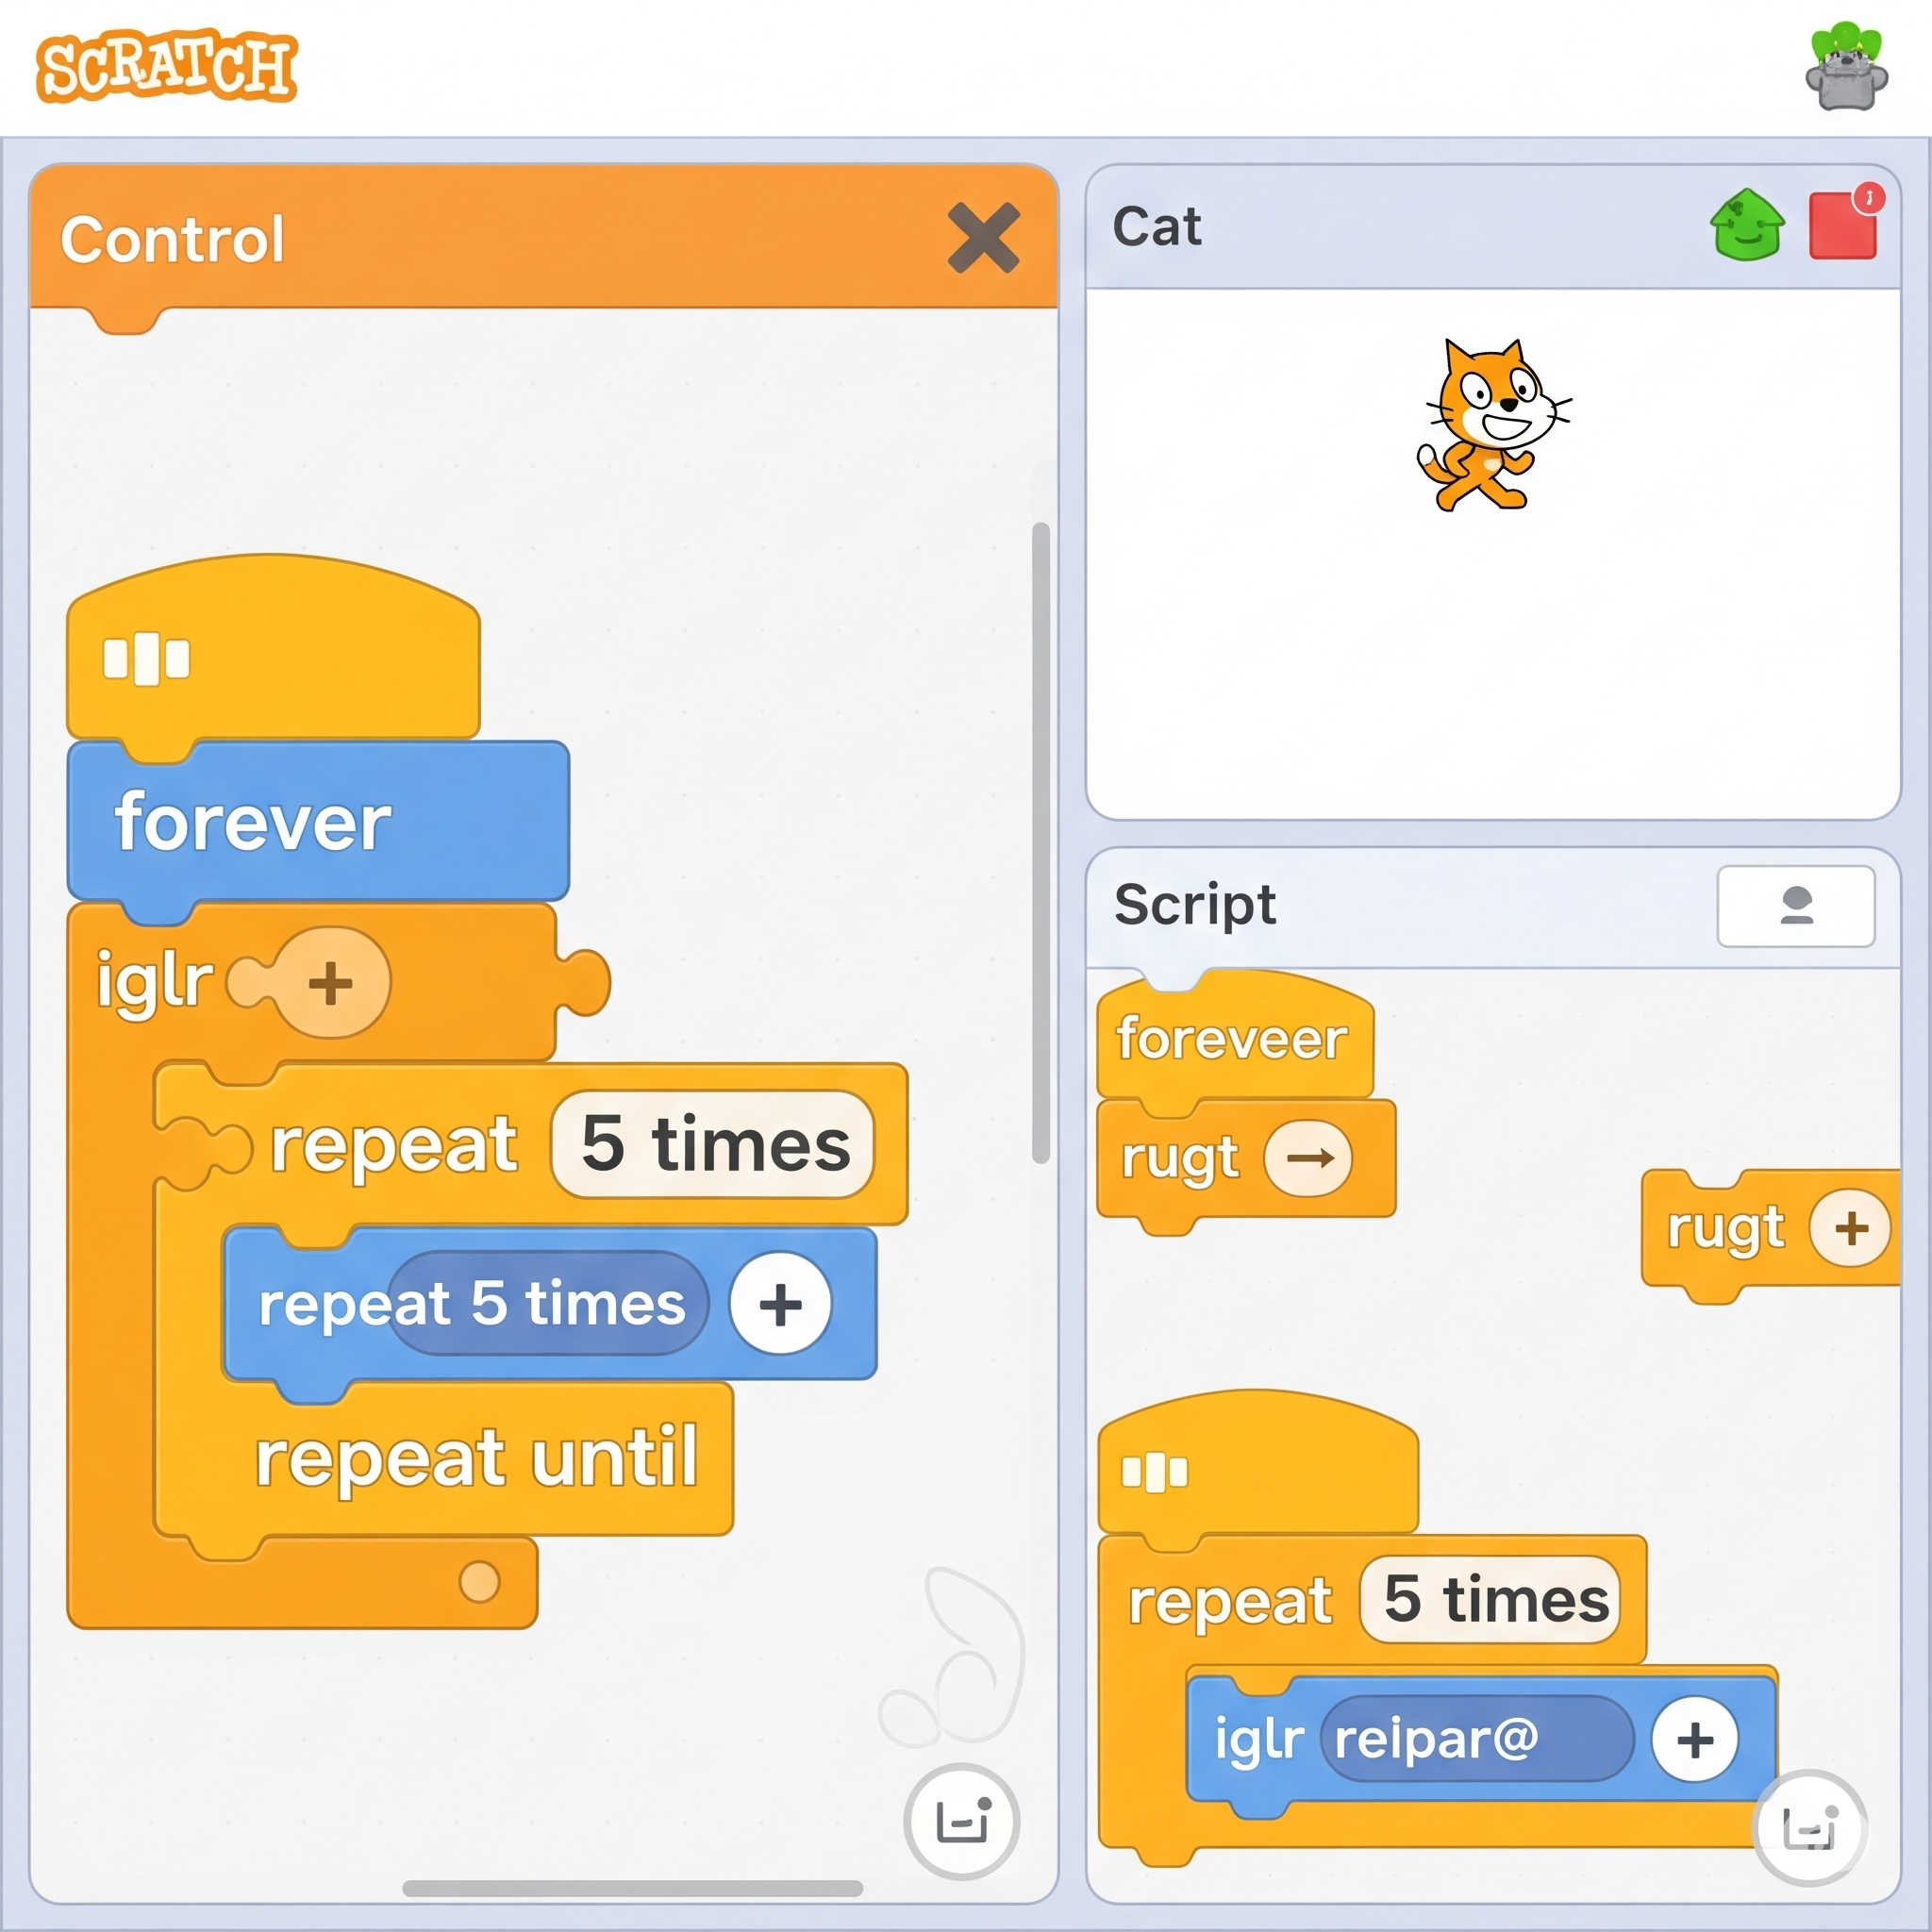 SCRATCH
Control
forever
iglr +
repeat 5 times
repeat 5 times +
repeat until
Cat
Script
foreveer
rugt →
rugt +
repeat 5 times
iglr reipar@ +